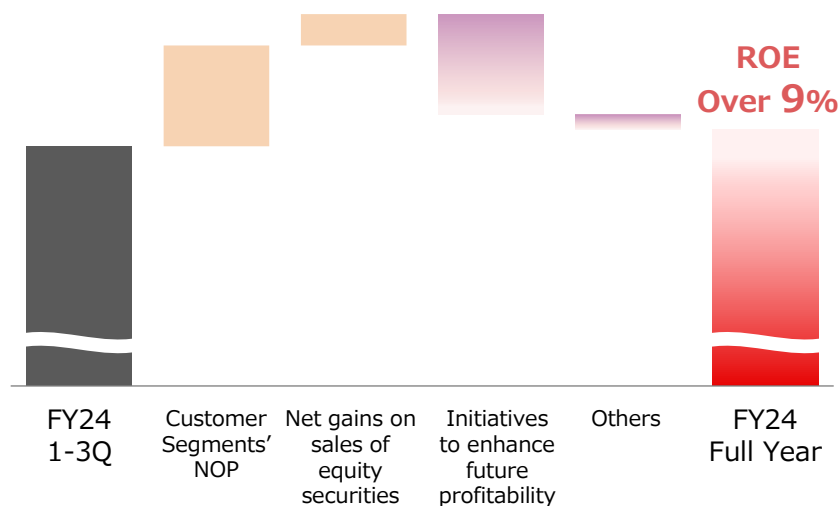 ROE
Over 9%
FY24
1-3Q
Customer
Segments’
NOP
Net gains on
sales of
equity
securities
Initiatives
to enhance
future
profitability
Others
FY24
Full Year